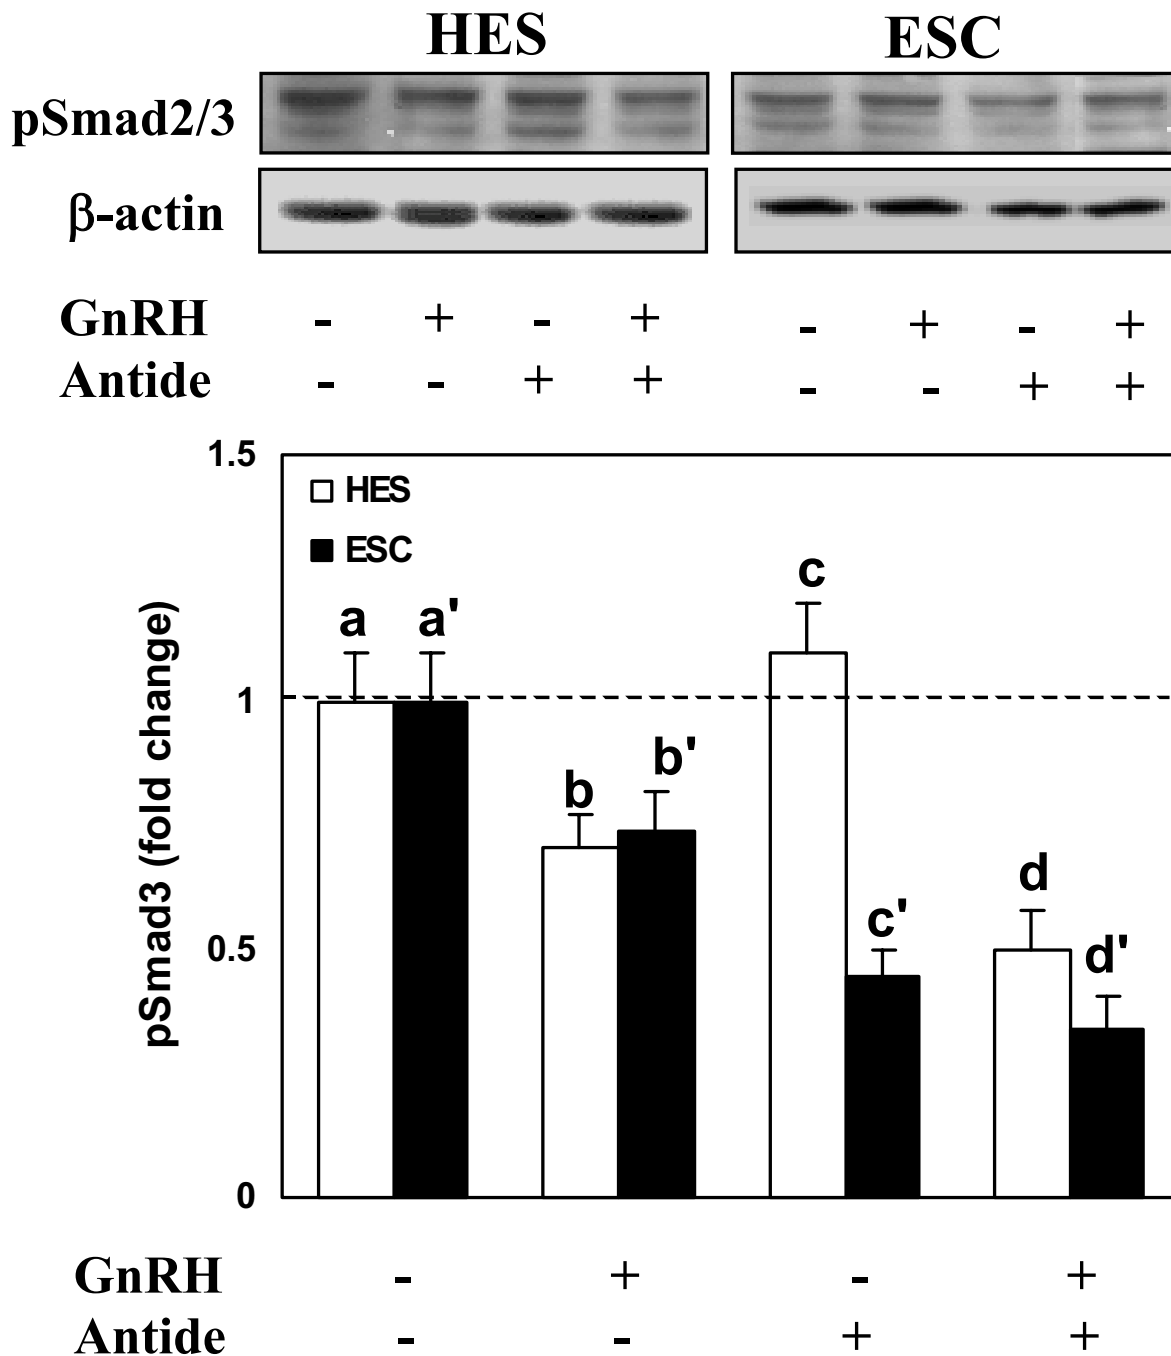 HES ESC
pSmad2/3
β-actin
GnRH - + - + - + - +
Antide - - + + - - + +
1.5
HES
ESC
c
a a'
1
b b'
d
c' d'
0.5
0
pSmad3 (fold change)
GnRH - + - +
Antide - - + +